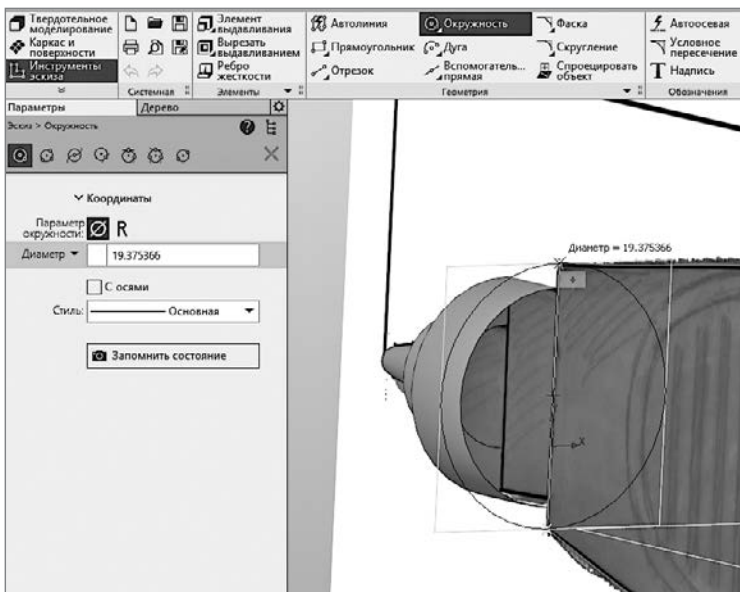 Твердотельное моделирование
Каркас и поверхности
Инструменты эскиза
Системная
Элемент выдавливания
Вырезать выдавливанием
Ребро жесткости
Элементы
Автолиния
Окружность
Фаска
Прямоугольник
Дуга
Скругление
Отрезок
Вспомогатель... прямая
Спроецировать объект
Геометрия
Автоосевая
Условное пересечение
Надпись
Обозначения
Параметры
Дерево
Эскиз > Окружность
Координаты
Параметр окружности:
R
Диаметр
19.375366
С осями
Стиль:
Основная
Запомнить состояние
Диаметр = 19.375366
X